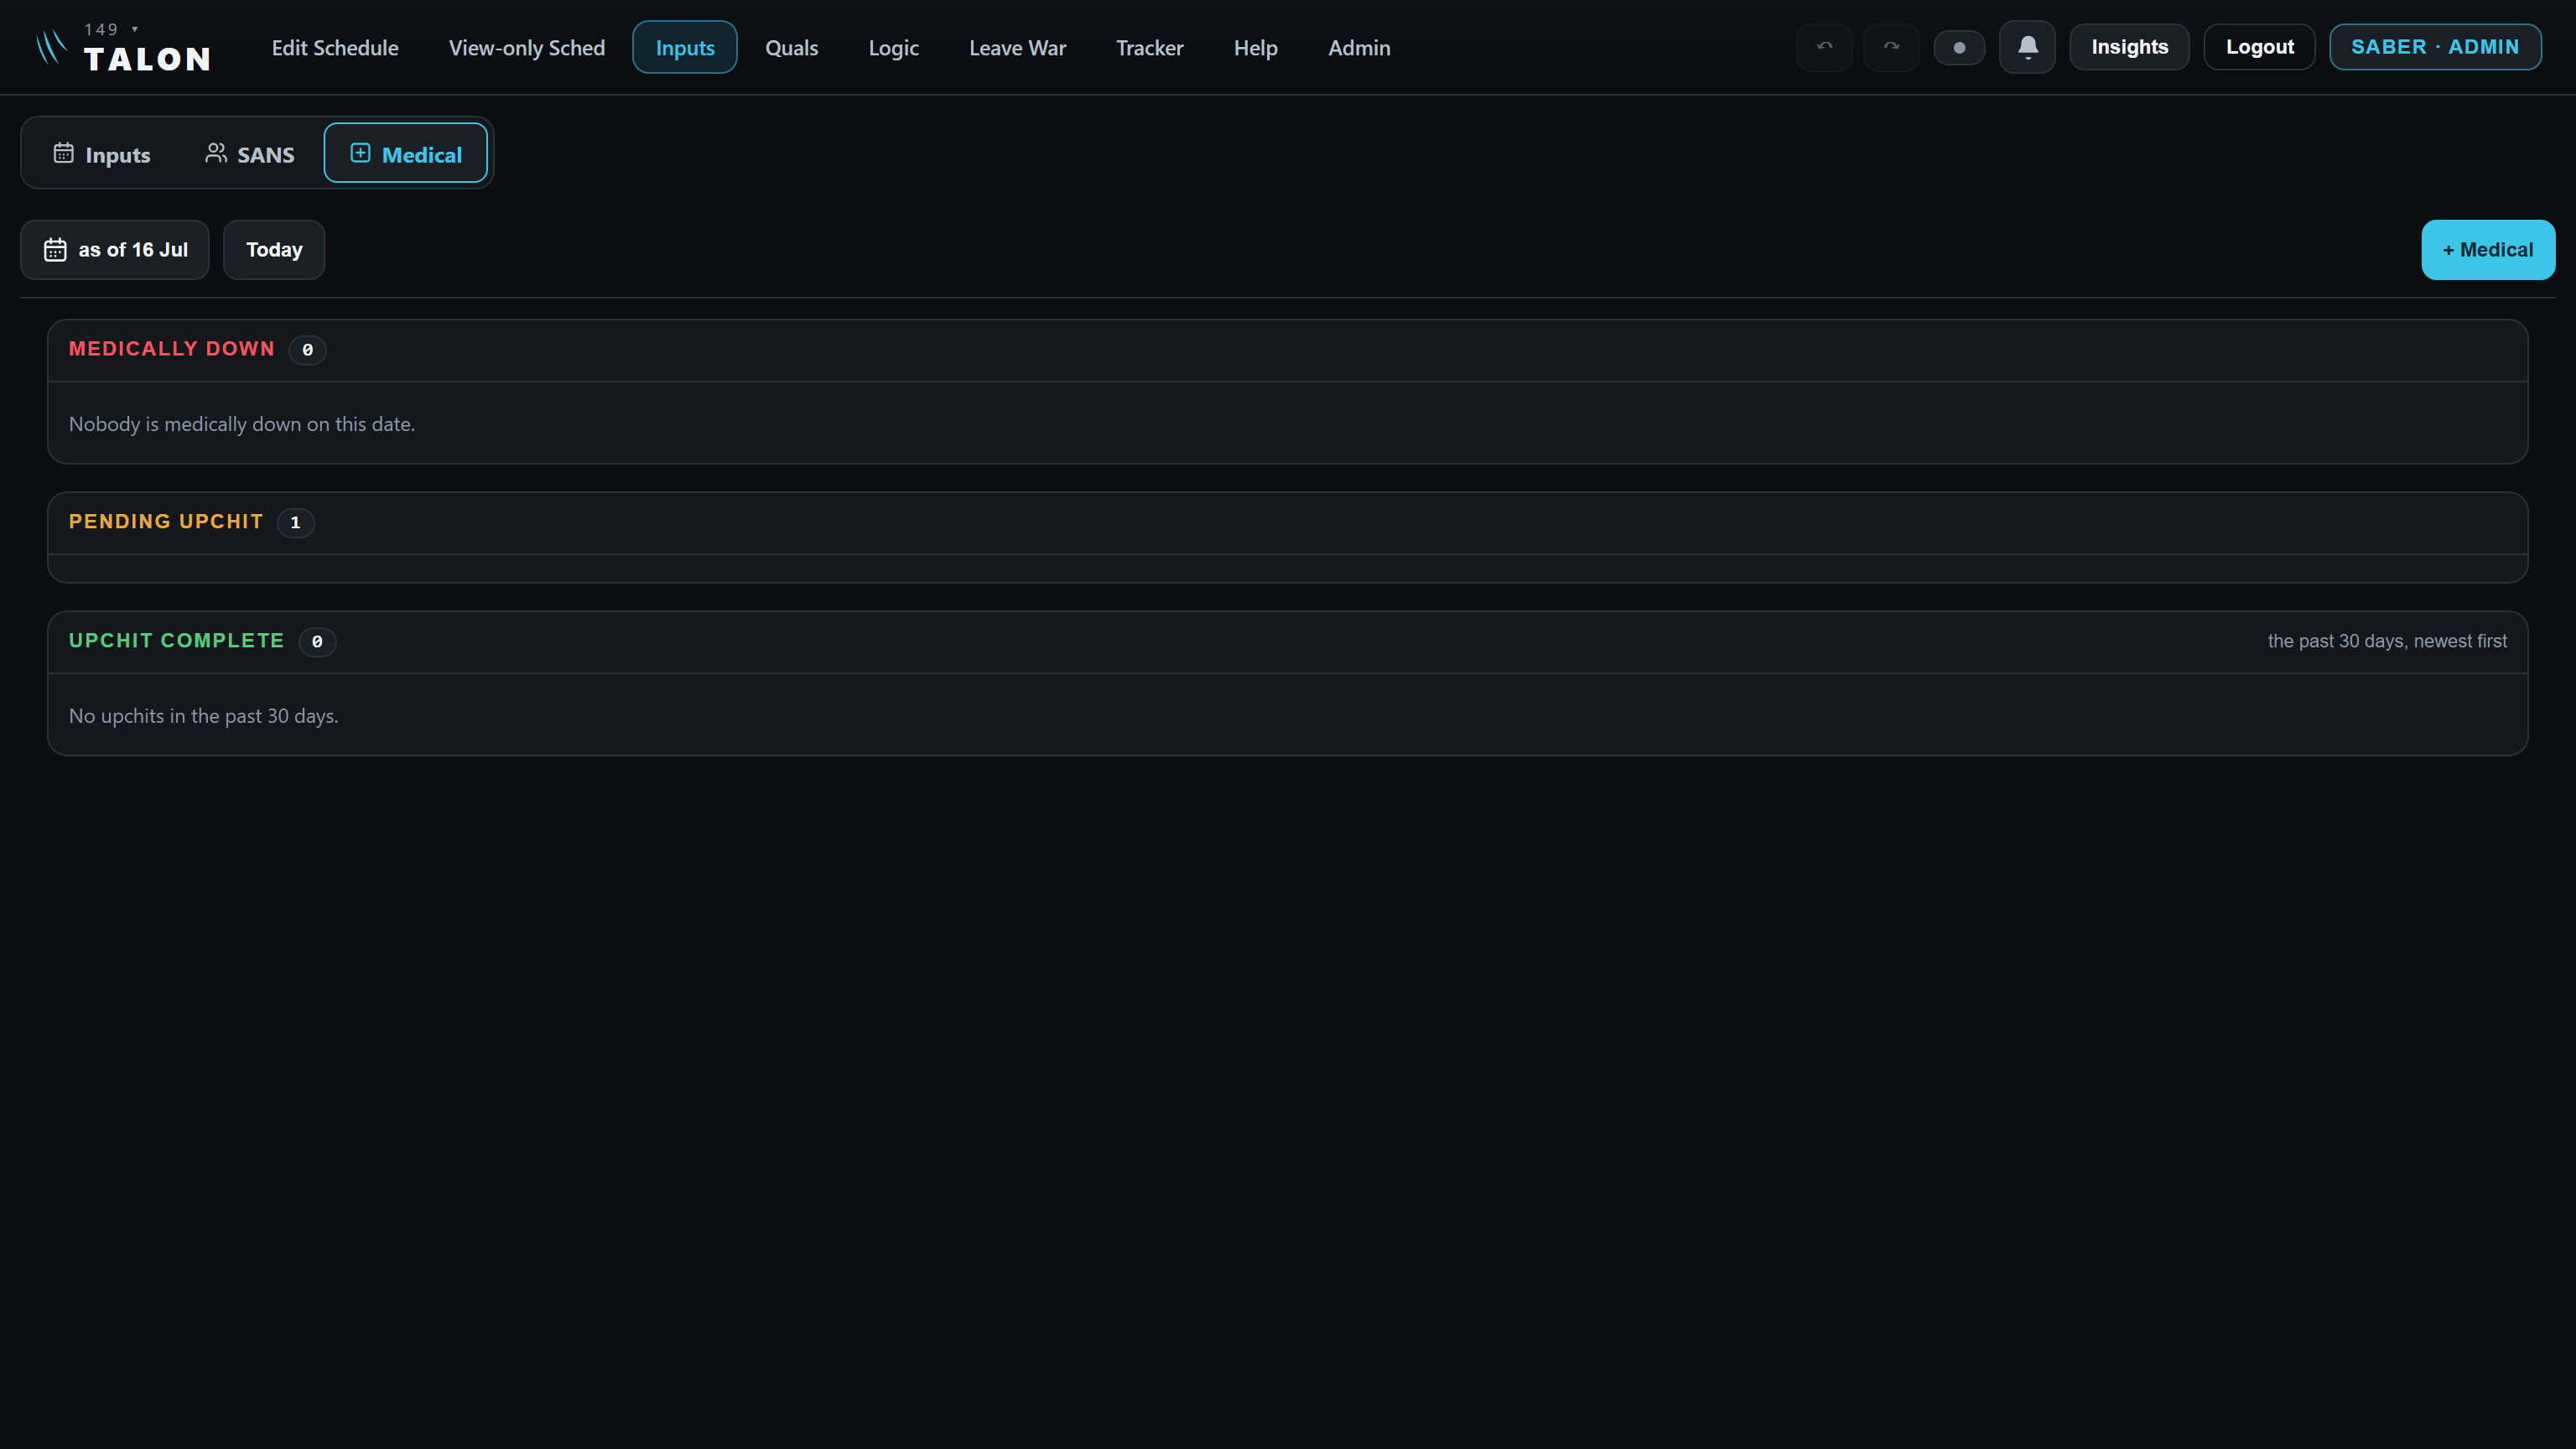 149 ▾
TALON
Edit Schedule
View-only Sched
Inputs
Quals
Logic
Leave War
Tracker
Help
Admin
Insights
Logout
SABER · ADMIN
Inputs
SANS
Medical
as of 16 Jul
Today
+ Medical
MEDICALLY DOWN 0
Nobody is medically down on this date.
PENDING UPCHIT 1
UPCHIT COMPLETE 0
the past 30 days, newest first
No upchits in the past 30 days.